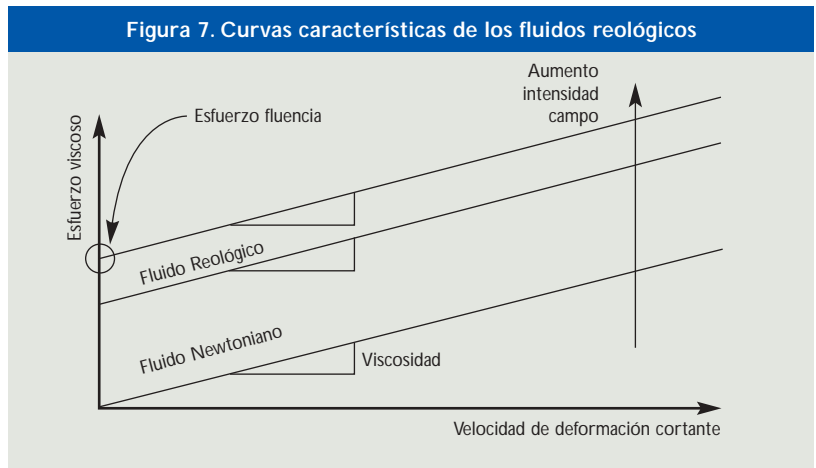 Figura 7. Curvas características de los fluidos reológicos
Aumento
intensidad
campo
Esfuerzo fluencia
Esfuerzo viscoso
Fluido Reológico
Fluido Newtoniano
Viscosidad
Velocidad de deformación cortante